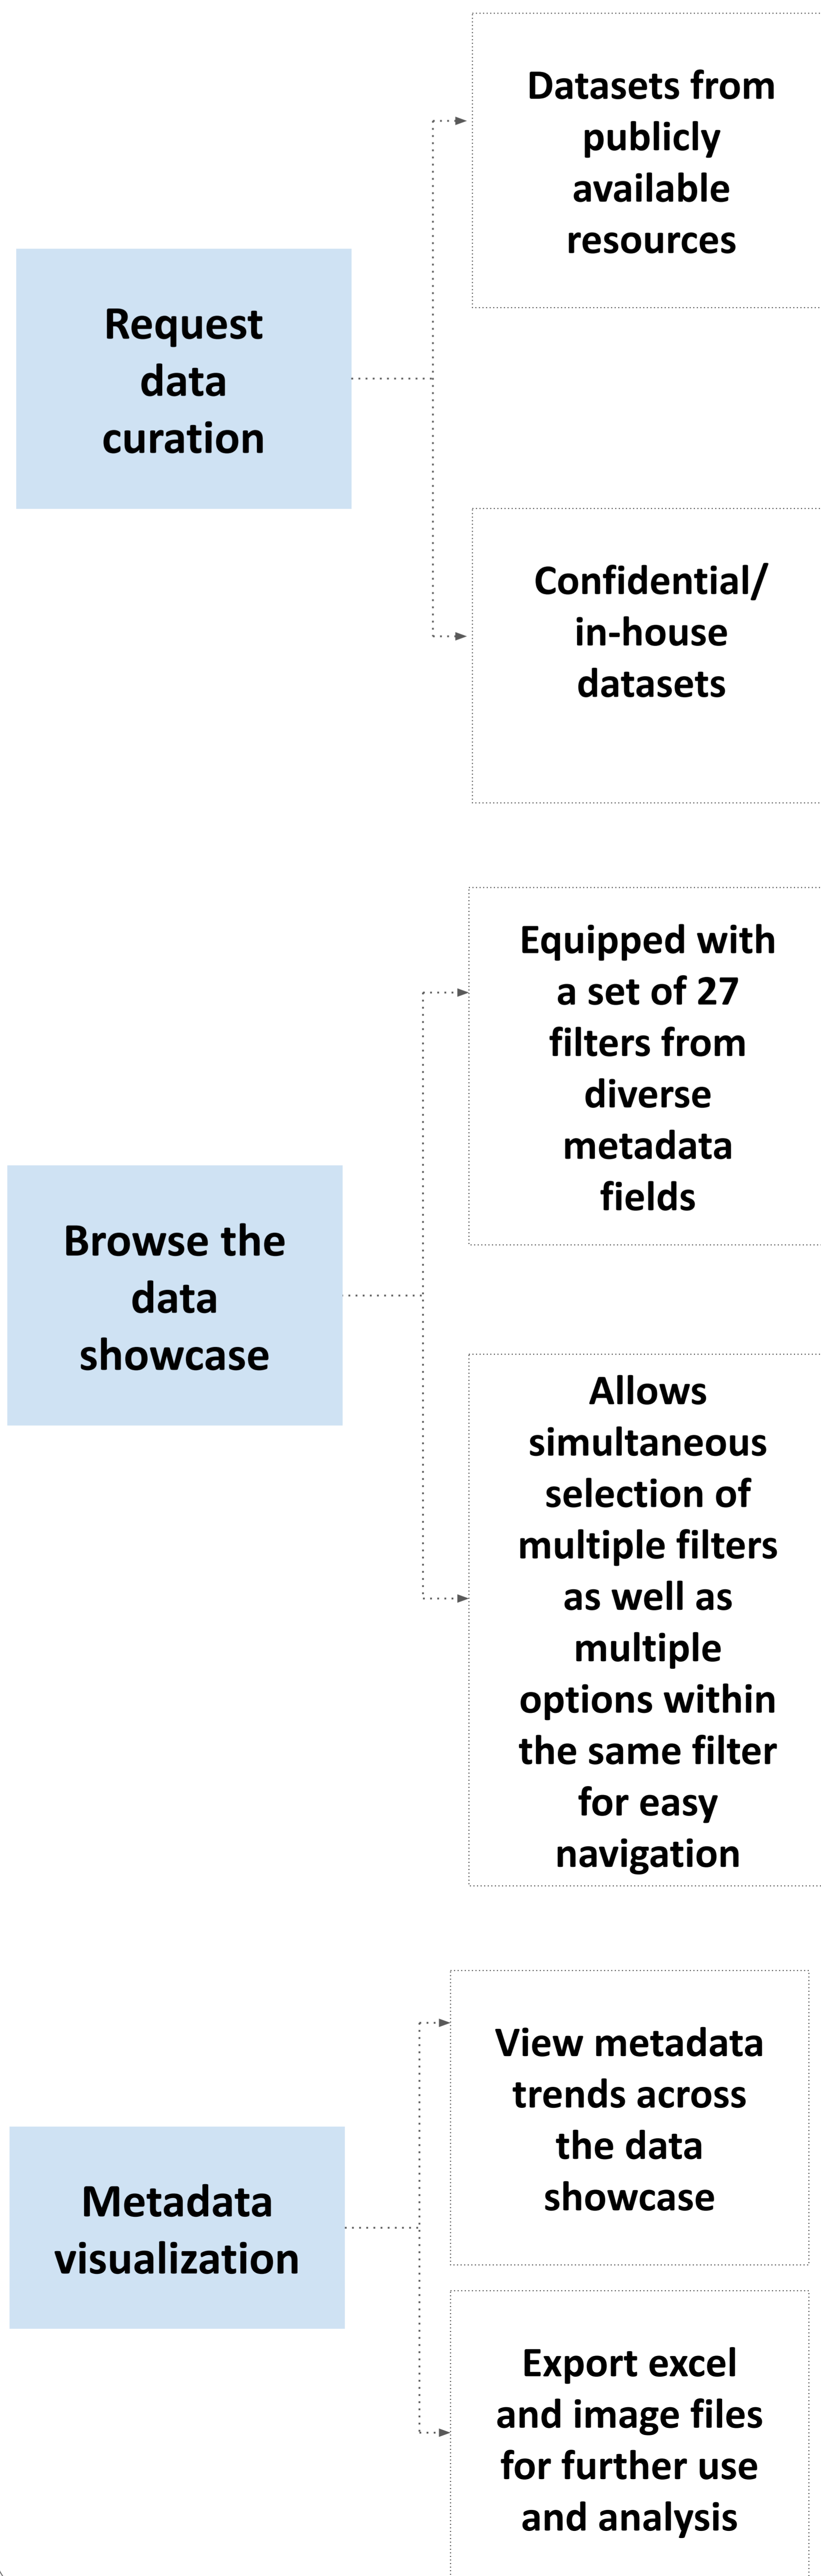 Request
data
curation
Datasets from
publicly
available
resources
Confidential/
in-house
datasets
Browse the
data
showcase
Equipped with
a set of 27
filters from
diverse
metadata
fields
Allows
simultaneous
selection of
multiple filters
as well as
multiple
options within
the same filter
for easy
navigation
Metadata
visualization
View metadata
trends across
the data
showcase
Export excel
and image files
for further use
and analysis